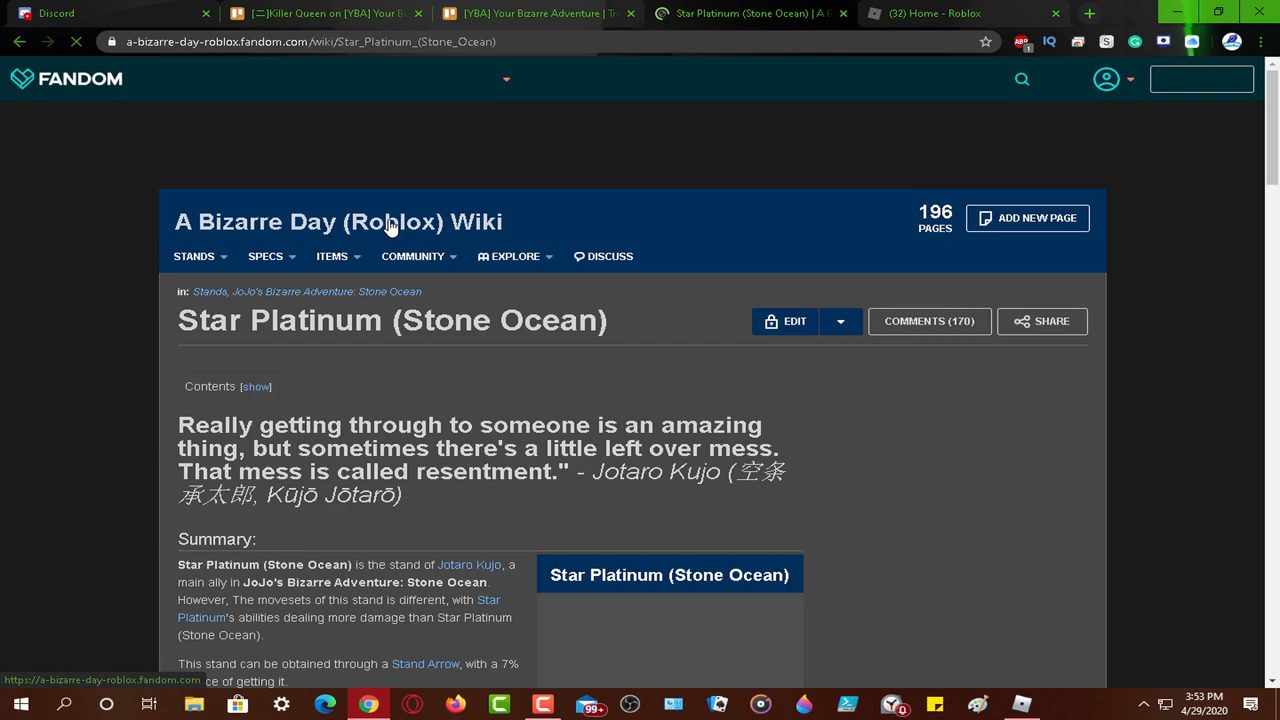 Discord
[二]Killer Queen on [YBA] Your B
[YBA] Your Bizarre Adventure | Tr
Star Platinum (Stone Ocean) | A B
(32) Home - Roblox
a-bizarre-day-roblox.fandom.com/wiki/Star_Platinum_(Stone_Ocean)
ABP 1 IQ S
FANDOM
A Bizarre Day (Roblox) Wiki
196
PAGES
ADD NEW PAGE
STANDS SPECS ITEMS COMMUNITY EXPLORE DISCUSS
in: Stands, JoJo's Bizarre Adventure: Stone Ocean
Star Platinum (Stone Ocean)
EDIT
COMMENTS (170)
SHARE
Contents [show]
Really getting through to someone is an amazing
thing, but sometimes there's a little left over mess.
That mess is called resentment." - Jotaro Kujo (空条
承太郎, Kūjō Jōtarō)
Summary:
Star Platinum (Stone Ocean) is the stand of Jotaro Kujo, a
main ally in JoJo's Bizarre Adventure: Stone Ocean.
However, The movesets of this stand is different, with Star
Platinum's abilities dealing more damage than Star Platinum
(Stone Ocean).
This stand can be obtained through a Stand Arrow, with a 7%
ce of getting it.
Star Platinum (Stone Ocean)
https://a-bizarre-day-roblox.fandom.com
99+
0
3:53 PM
4/29/2020